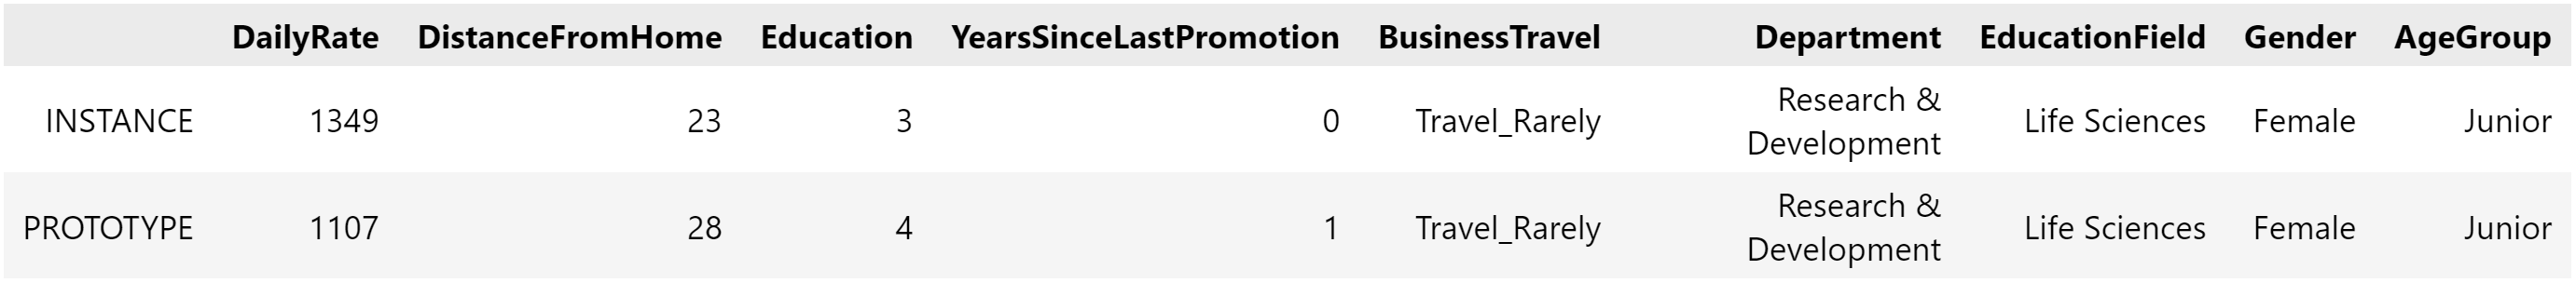 DailyRate DistanceFromHome Education YearsSinceLastPromotion BusinessTravel Department EducationField Gender AgeGroup
INSTANCE 1349 23 3 0 Travel_Rarely Research & Development Life Sciences Female Junior
PROTOTYPE 1107 28 4 1 Travel_Rarely Research & Development Life Sciences Female Junior